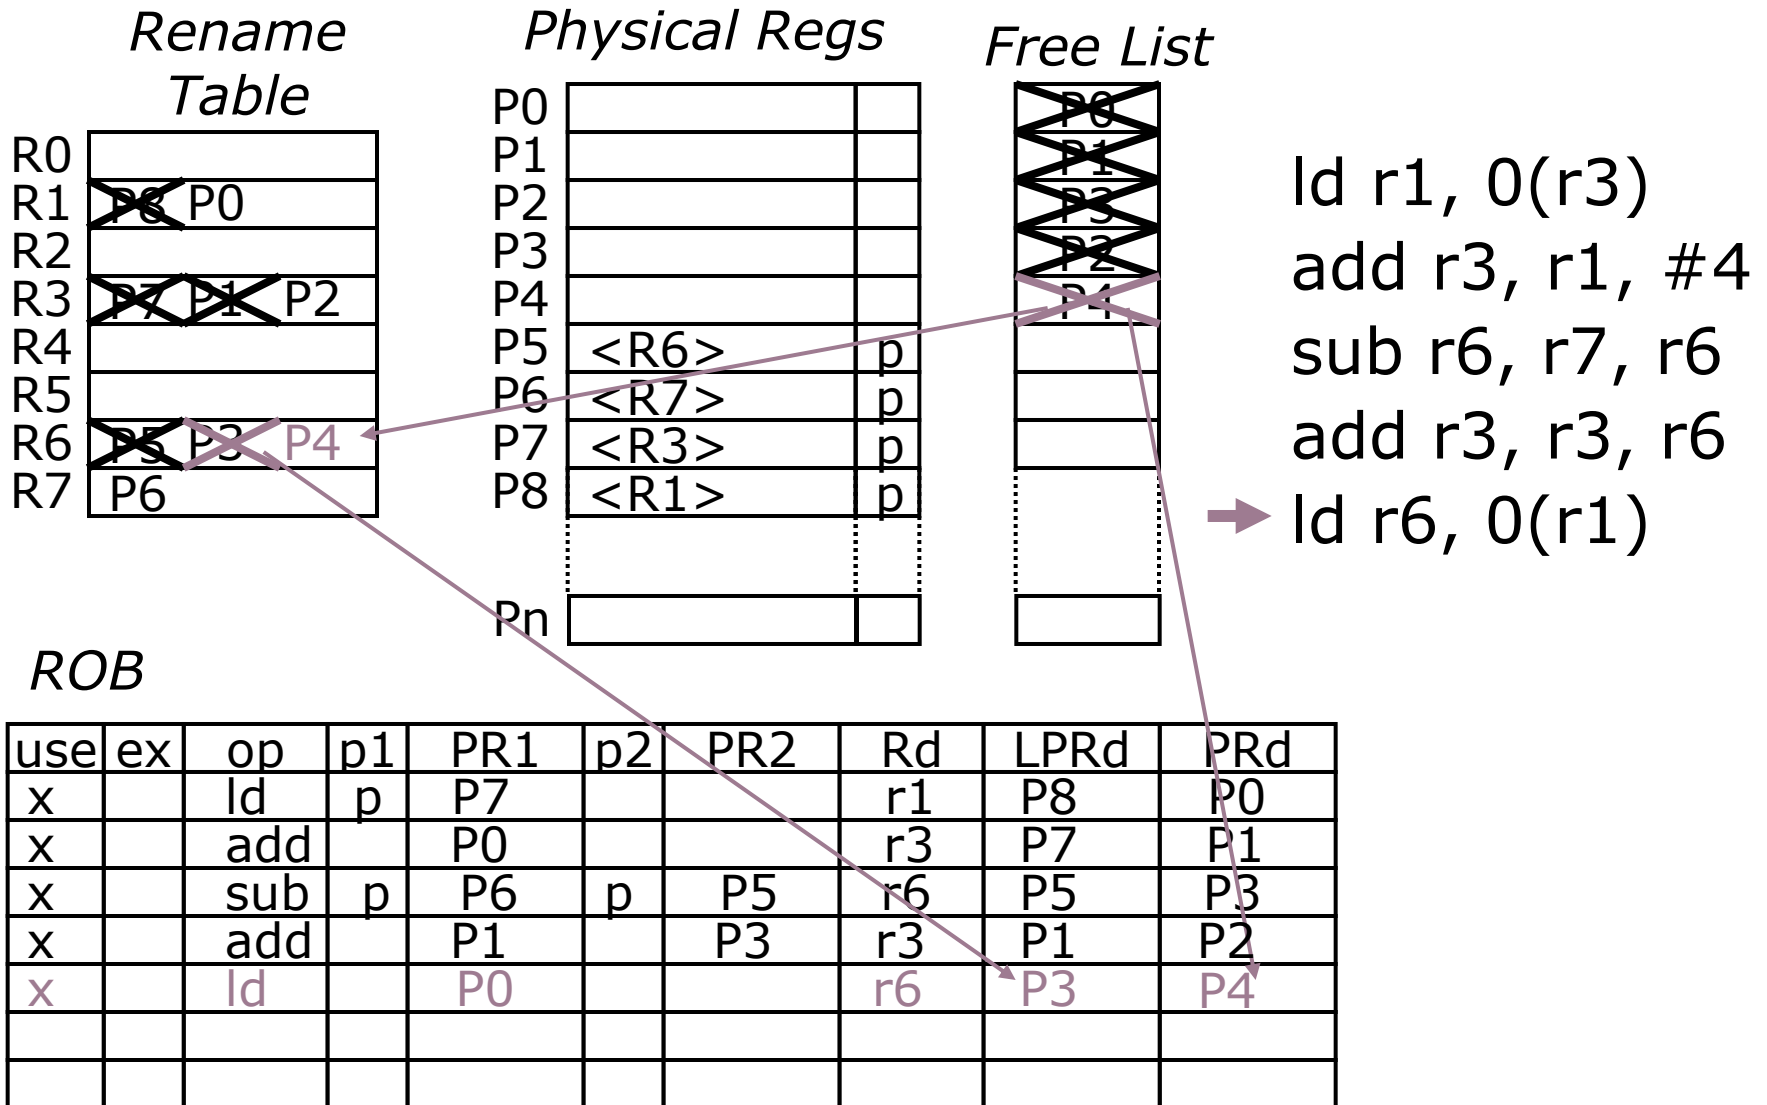 Rename
Table
R0
R1 P8 P0
R2
R3 P7 P1 P2
R4
R5
R6 P5 P3 P4
R7 P6
Physical Regs
P0
P1
P2
P3
P4
P5 <R6> p
P6 <R7> p
P7 <R3> p
P8 <R1> p
Pn
Free List
P0
P1
P3
P2
P4
ld r1, 0(r3)
add r3, r1, #4
sub r6, r7, r6
add r3, r3, r6
ld r6, 0(r1)
ROB
use ex op p1 PR1 p2 PR2 Rd LPRd PRd
x ld p P7 r1 P8 P0
x add P0 r3 P7 P1
x sub p P6 p P5 r6 P5 P3
x add P1 P3 r3 P1 P2
x ld P0 r6 P3 P4